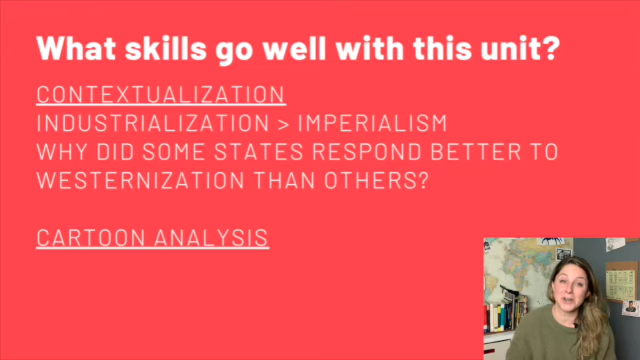 What skills go well with this unit?
CONTEXTUALIZATION
INDUSTRIALIZATION > IMPERIALISM
WHY DID SOME STATES RESPOND BETTER TO
WESTERNIZATION THAN OTHERS?
CARTOON ANALYSIS